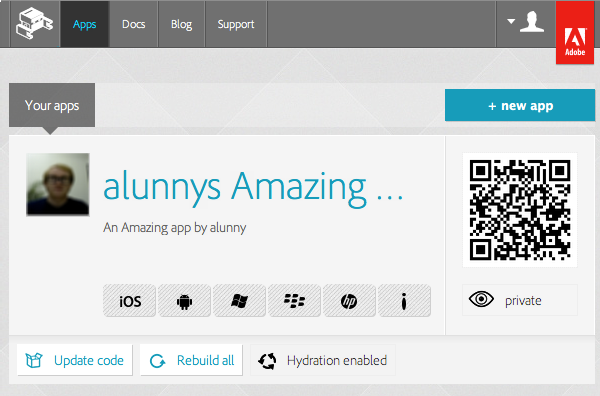 Apps Docs Blog Support
Adobe
Your apps
+ new app
alunnys Amazing ...
An Amazing app by alunny
iOS hp i
private
Update code Rebuild all Hydration enabled